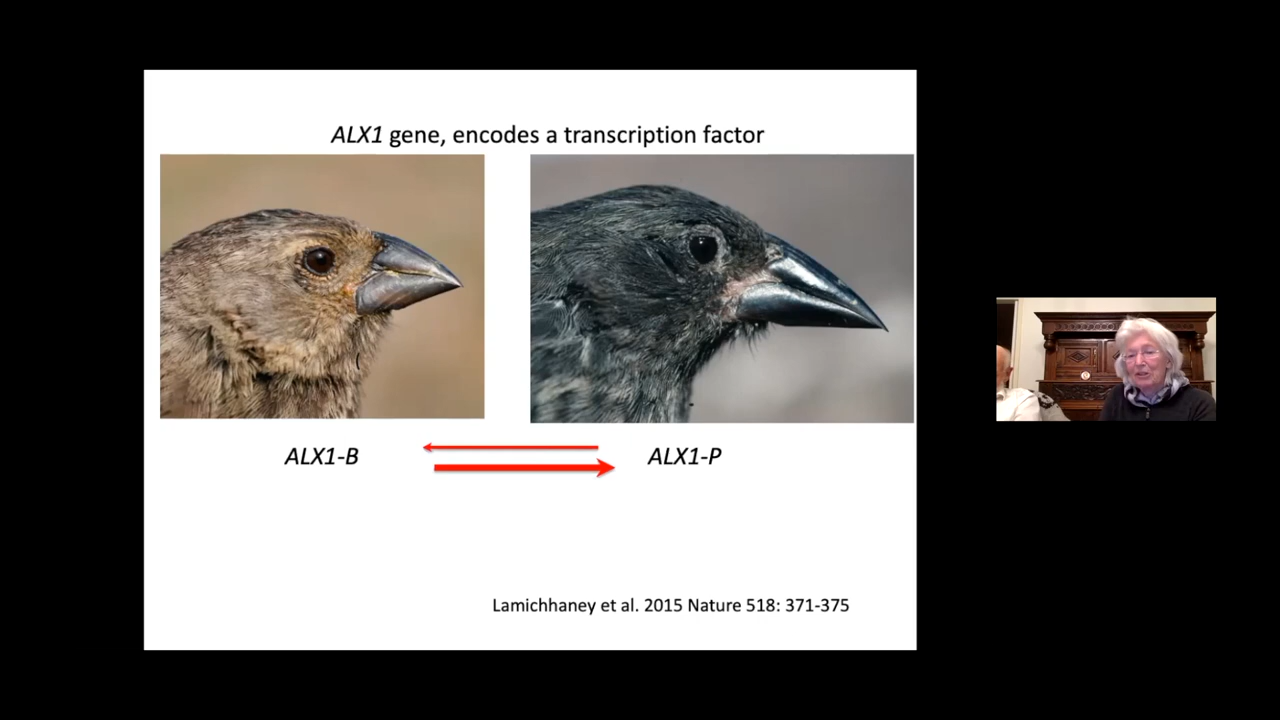 ALX1 gene, encodes a transcription factor
ALX1-B
ALX1-P
Lamichhaney et al. 2015 Nature 518: 371-375